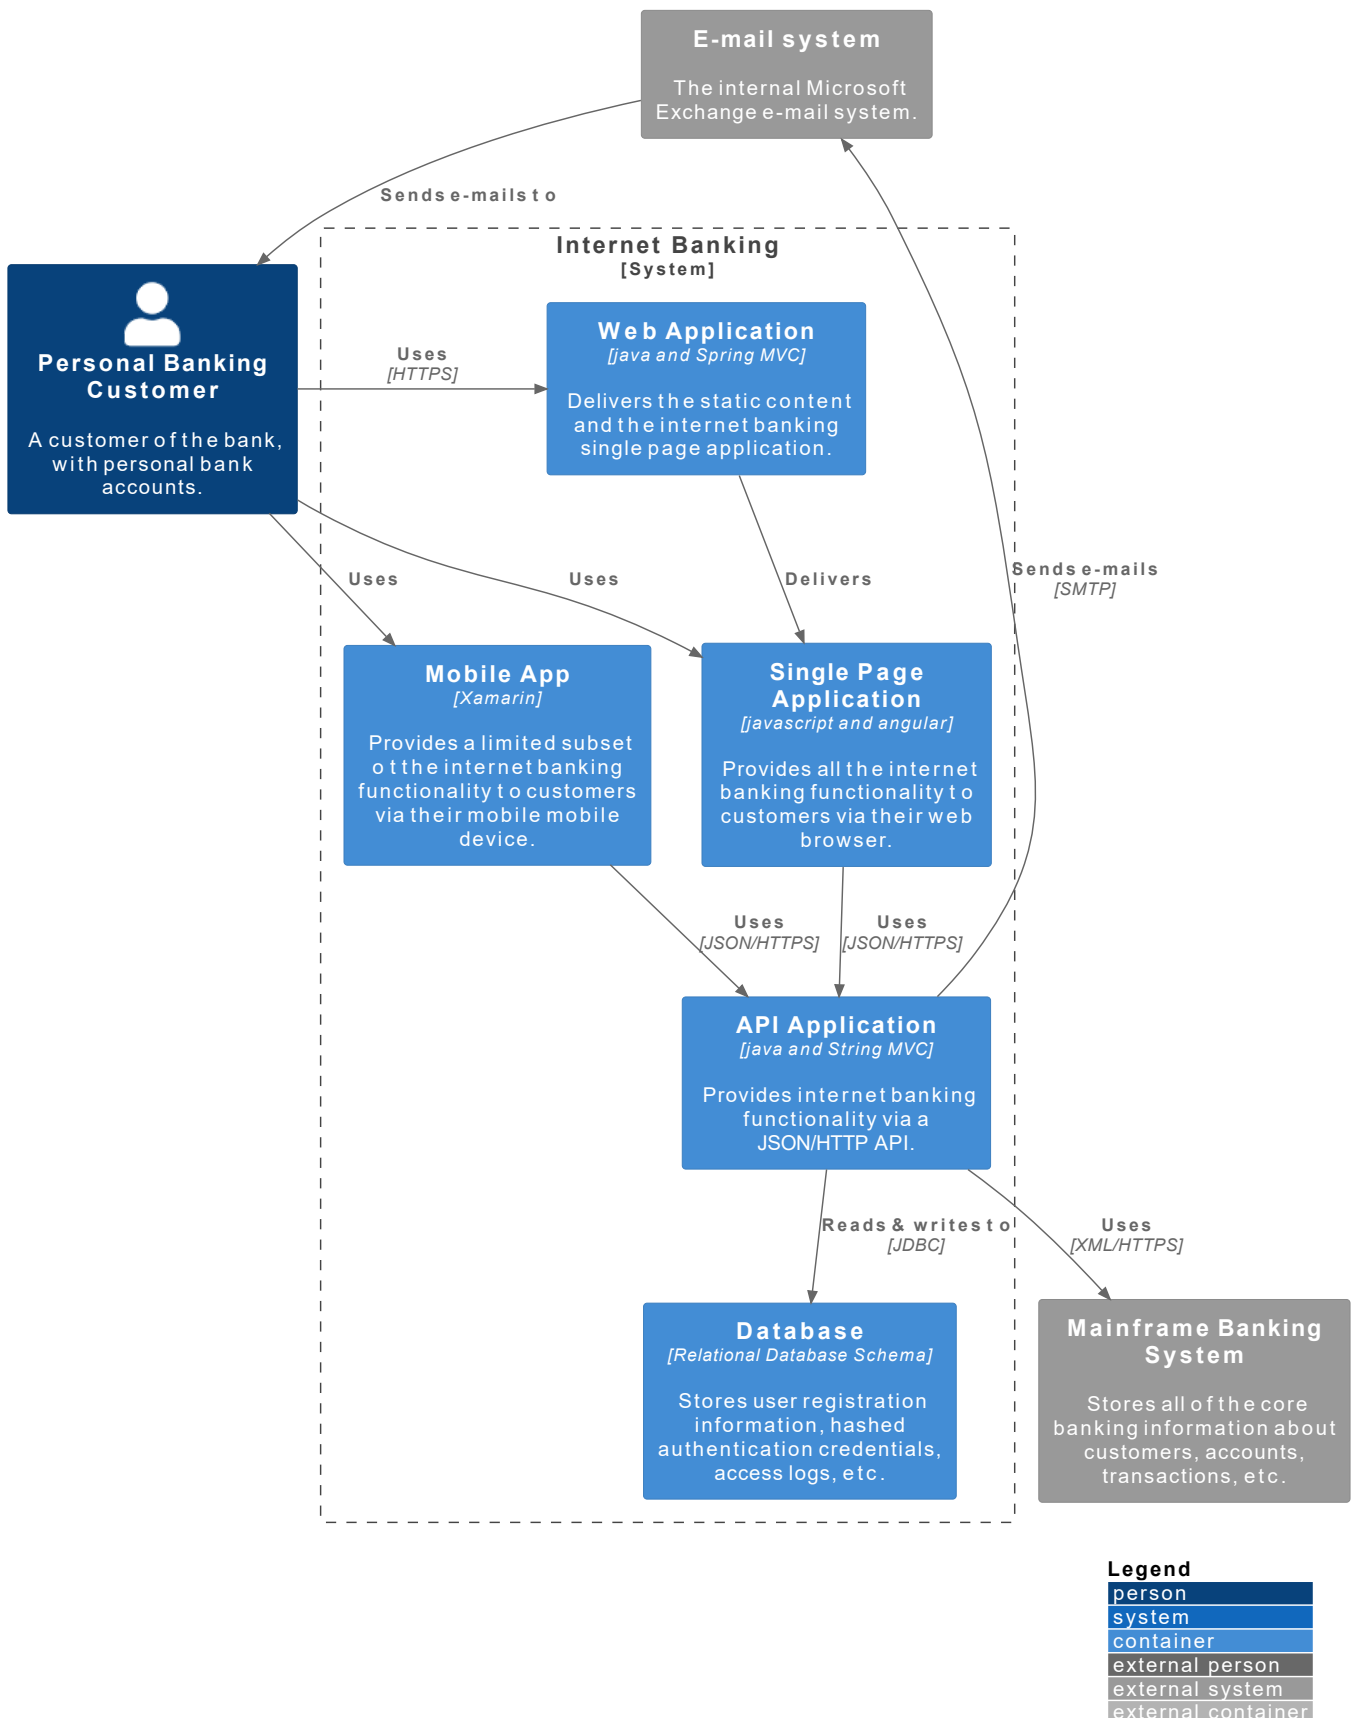 E-mail system
The internal Microsoft
Exchange e-mail system.
Sends e-mails to
Internet Banking
[System]
Personal Banking
Customer
A customer of the bank,
with personal bank
accounts.
Uses
[HTTPS]
Web Application
[java and Spring MVC]
Delivers the static content
and the internet banking
single page application.
Uses
Uses
Delivers
Sends e-mails
[SMTP]
Mobile App
[Xamarin]
Provides a limited subset
ot the internet banking
functionality to customers
via their mobile mobile
device.
Single Page
Application
[javascript and angular]
Provides all the internet
banking functionality to
customers via their web
browser.
Uses
[JSON/HTTPS]
Uses
[JSON/HTTPS]
API Application
[java and String MVC]
Provides internet banking
functionality via a
JSON/HTTP API.
Reads & writes to
[JDBC]
Uses
[XML/HTTPS]
Database
[Relational Database Schema]
Stores user registration
information, hashed
authentication credentials,
access logs, etc.
Mainframe Banking
System
Stores all of the core
banking information about
customers, accounts,
transactions, etc.
Legend
person
system
container
external person
external system
external container